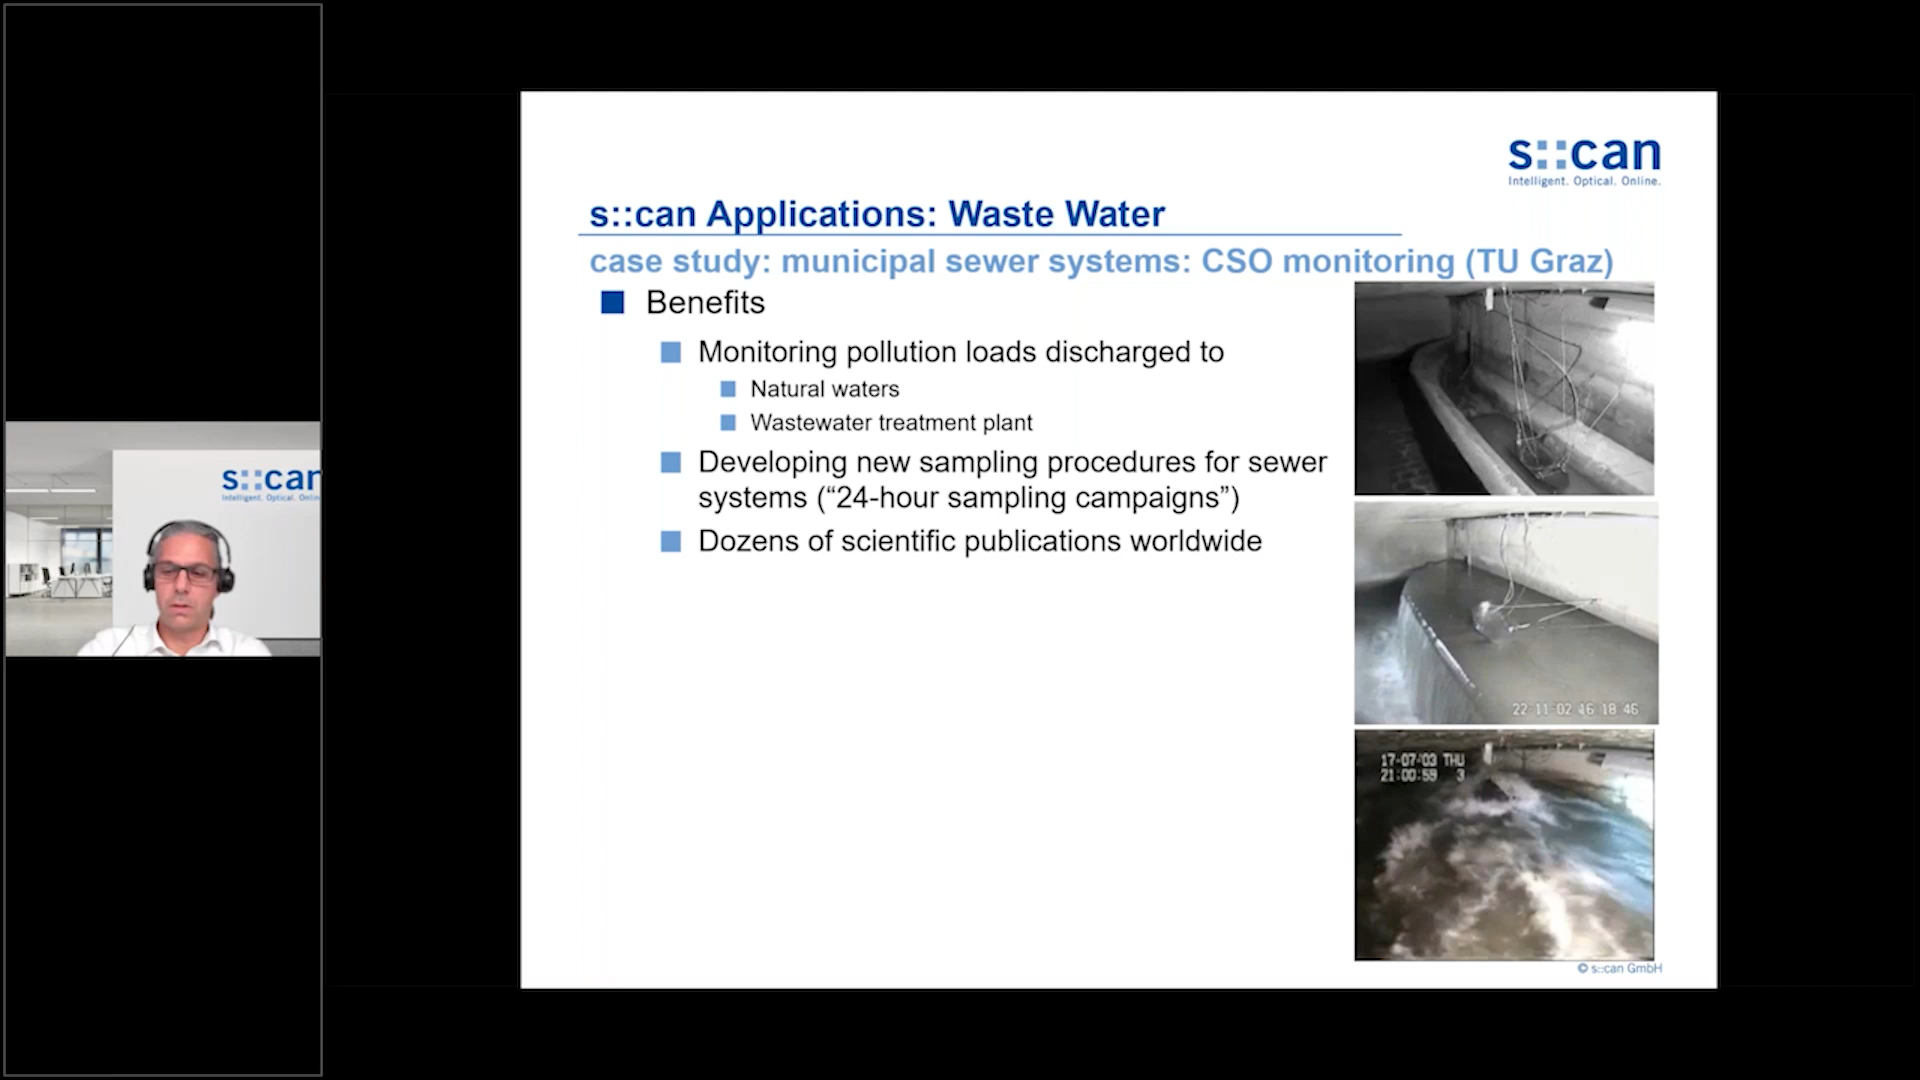 s::can
Intelligent. Optical. Online.
s::can Applications: Waste Water
case study: municipal sewer systems: CSO monitoring (TU Graz)
Benefits
Monitoring pollution loads discharged to
Natural waters
Wastewater treatment plant
Developing new sampling procedures for sewer
systems (“24-hour sampling campaigns”)
Dozens of scientific publications worldwide
22-11-02 16 18 46
17-07-03 THU
21:00:59 3
© s::can GmbH
s::can
Intelligent. Optical. Onlin